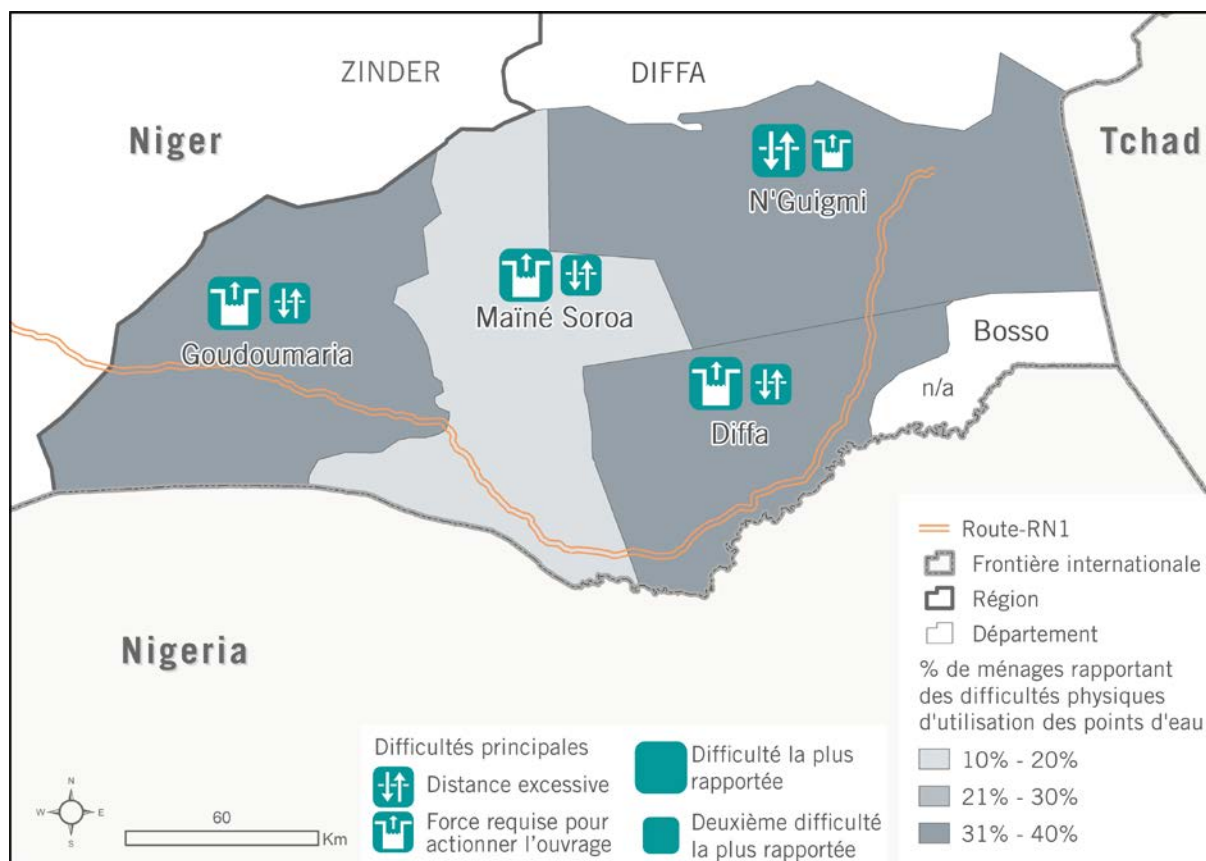 ZINDER
DIFFA
Niger
Tchad
N'Guigmi
Maïné Soroa
Goudoumaria
Bosso
n/a
Diffa
Nigeria
Route-RN1
Frontière internationale
Région
Département
% de ménages rapportant
des difficultés physiques
d'utilisation des points d'eau
10% - 20%
21% - 30%
31% - 40%
Difficultés principales
Distance excessive
Force requise pour
actionner l'ouvrage
Difficulté la plus
rapportée
Deuxième difficulté
la plus rapportée
N
W
E
S
60
Km